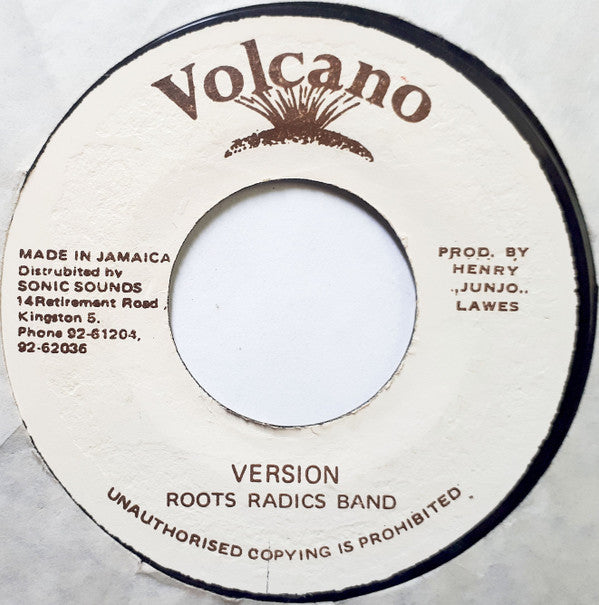 Volcano
MADE IN JAMAICA
Distrubited by
SONIC SOUNDS
14Retirement Road
Kingston 5.
Phone 92-61204,
92-62036
PROD. BY
HENRY
,,JUNJO,,
LAWES
VERSION
ROOTS RADICS BAND
UNAUTHORISED COPYING IS PROHIBITED.